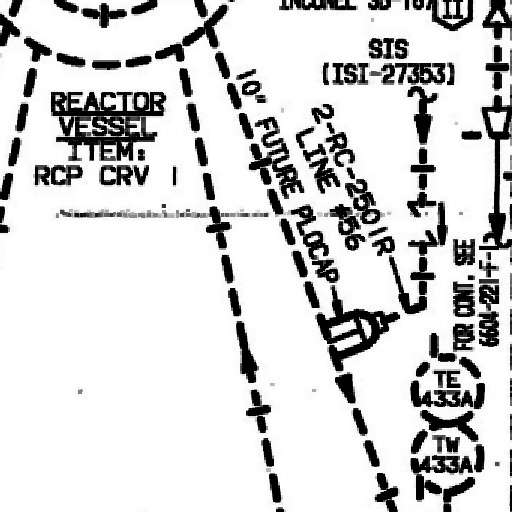 II
SIS
(ISI-27353)
REACTOR
VESSEL
ITEM:
RCP CRV 1
10" FUTURE PLOCAP
2-RC-2501R
LINE #56
FOR CONT. SEE
TE
433A
TW
433A